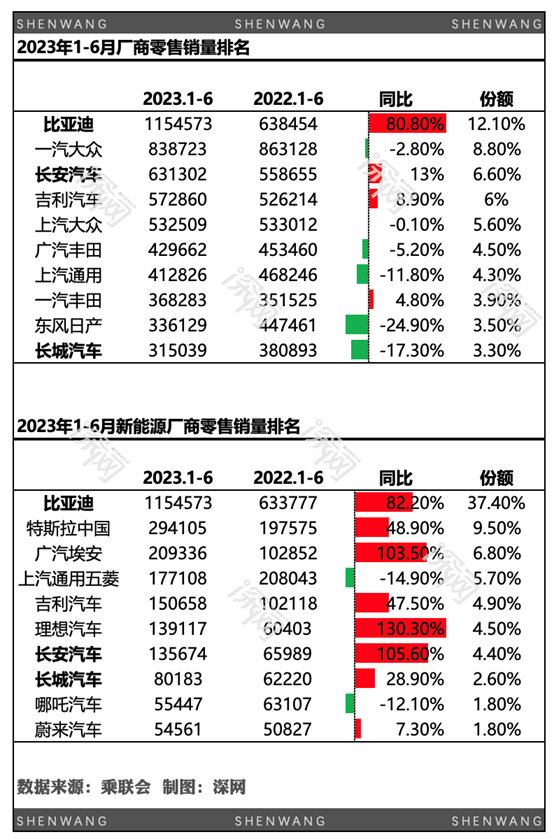 SHENWANG SHENWANG SHENWANG
2023年1-6月厂商零售销量排名
2023.1-6 2022.1-6 同比 份额
比亚迪 1154573 638454 80.80% 12.10%
一汽大众 838723 863128 -2.80% 8.80%
长安汽车 631302 558655 13% 6.60%
吉利汽车 572860 526214 8.90% 6%
上汽大众 532509 533012 -0.10% 5.60%
广汽丰田 429662 453460 -5.20% 4.50%
上汽通用 412826 468246 -11.80% 4.30%
一汽丰田 368283 351525 4.80% 3.90%
东风日产 336129 447461 -24.90% 3.50%
长城汽车 315039 380893 -17.30% 3.30%
2023年1-6月新能源厂商零售销量排名
2023.1-6 2022.1-6 同比 份额
比亚迪 1154573 633777 82.20% 37.40%
特斯拉中国 294105 197575 48.90% 9.50%
广汽埃安 209336 102852 103.50% 6.80%
上汽通用五菱 177108 208043 -14.90% 5.70%
吉利汽车 150658 102118 47.50% 4.90%
理想汽车 139117 60403 130.30% 4.50%
长安汽车 135674 65989 105.60% 4.40%
长城汽车 80183 62220 28.90% 2.60%
哪吒汽车 55447 63107 -12.10% 1.80%
蔚来汽车 54561 50827 7.30% 1.80%
数据来源：乘联会 制图：深网
SHENWANG SHENWANG SHENWANG